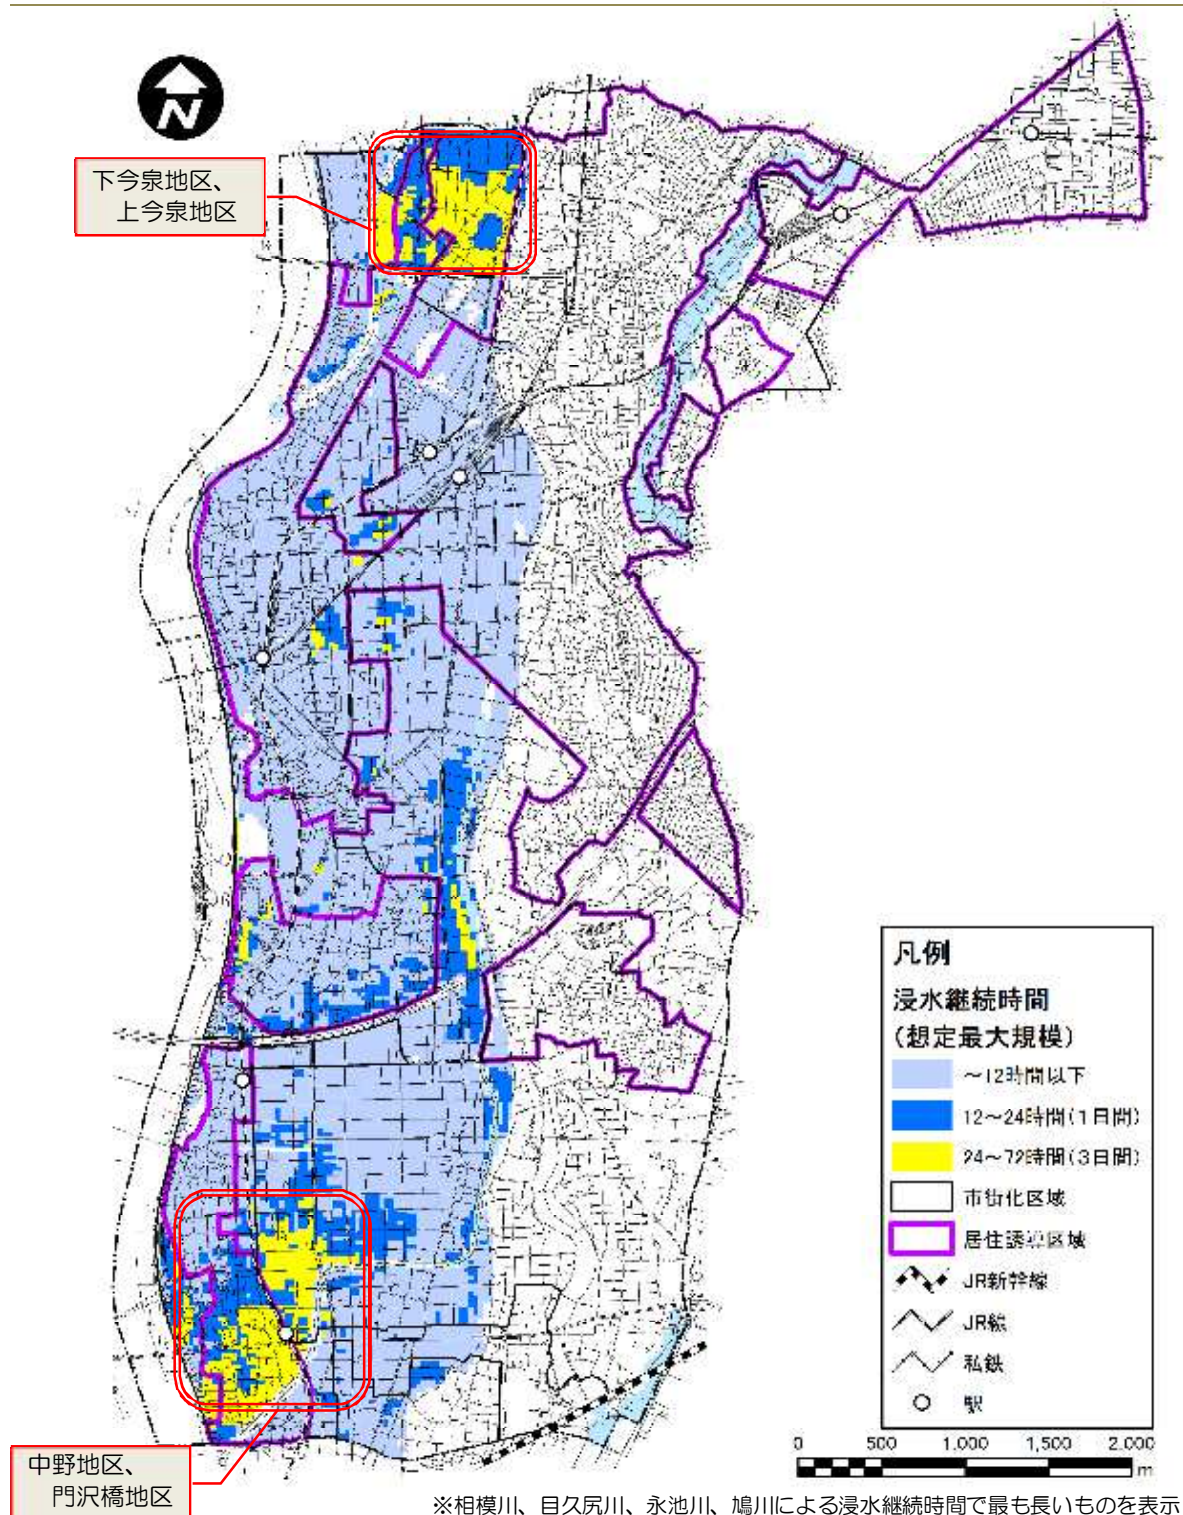 N
下今泉地区、
上今泉地区
凡例
浸水継続時間
(想定最大規模)
～12時間以下
12～24時間(1日間)
24～72時間(3日間)
市街化区域
居住誘導区域
JR新幹線
JR線
私鉄
駅
0 500 1,000 1,500 2,000
m
中野地区、
門沢橋地区
※相模川、目久尻川、永池川、鳩川による浸水継続時間で最も長いものを表示